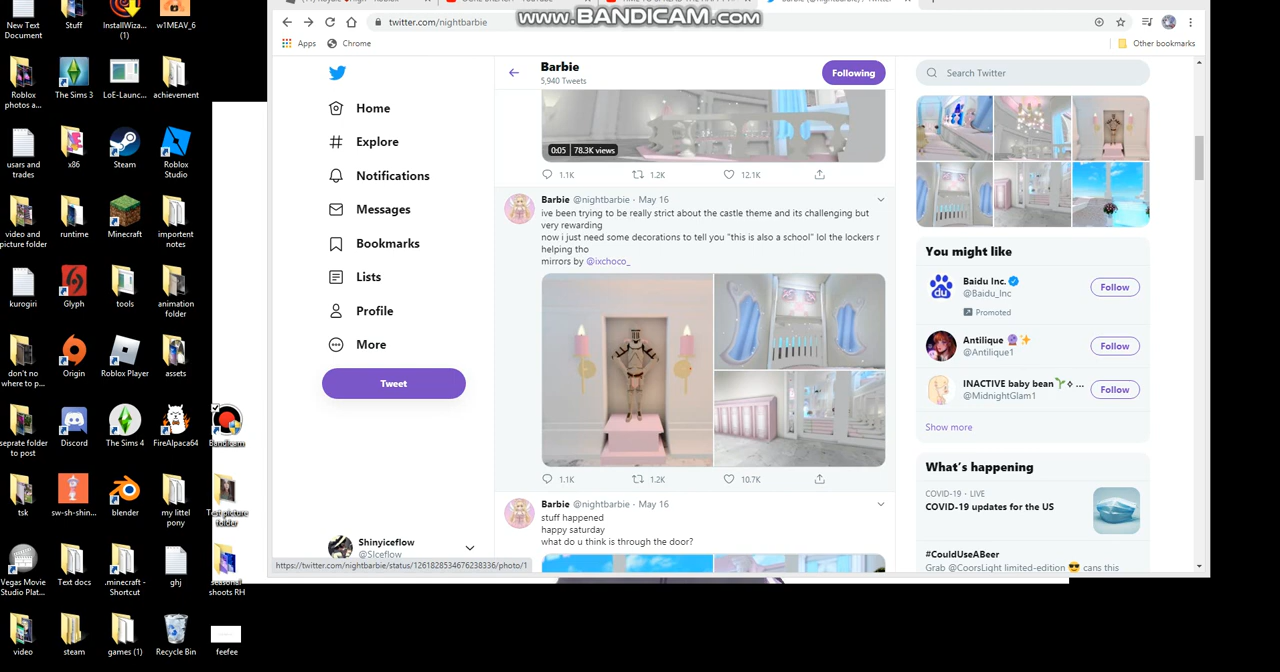 www.BANDICAM.com
twitter.com/nightbarbie
Apps
Chrome
Other bookmarks
New Text
Document
Stuff
InstallWiza...
(1)
w1MEAV_6
Roblox
photos a...
The Sims 3
LoE-Launc...
achievement
usars and
trades
x86
Steam
Roblox
Studio
video and
picture folder
runtime
Minecraft
importent
notes
kurogiri
Glyph
tools
animation
folder
don't no
where to p...
Origin
Roblox Player
assets
seprate folder
to post
Discord
The Sims 4
FireAlpaca64
Bandicam
tsk
sw-sh-shin...
blender
my littel
pony
Test picture
folder
Vegas Movie
Studio Plat...
Text docs
.minecraft -
Shortcut
ghj
seasonal
shoots RH
video
steam
games (1)
Recycle Bin
feefee
Home
Explore
Notifications
Messages
Bookmarks
Lists
Profile
More
Tweet
Shinyiceflow
@SIceflow
https://twitter.com/nightbarbie/status/1261828534676238336/photo/1
Barbie
5,940 Tweets
Following
0:05 | 78.3K views
1.1K 1.2K 12.1K
Barbie @nightbarbie · May 16
ive been trying to be really strict about the castle theme and its challenging but
very rewarding
now i just need some decorations to tell you "this is also a school" lol the lockers r
helping tho
mirrors by @ixchoco_
1.1K 1.2K 10.7K
Barbie @nightbarbie · May 16
stuff happened
happy saturday
what do u think is through the door?
Search Twitter
You might like
Baidu Inc.
@Baidu_Inc
Follow
Promoted
Antilique
@Antilique1
Follow
INACTIVE baby bean ...
@MidnightGlam1
Follow
Show more
What's happening
COVID-19 · LIVE
COVID-19 updates for the US
#CouldUseABeer
Grab @CoorsLight limited-edition 😎 cans this